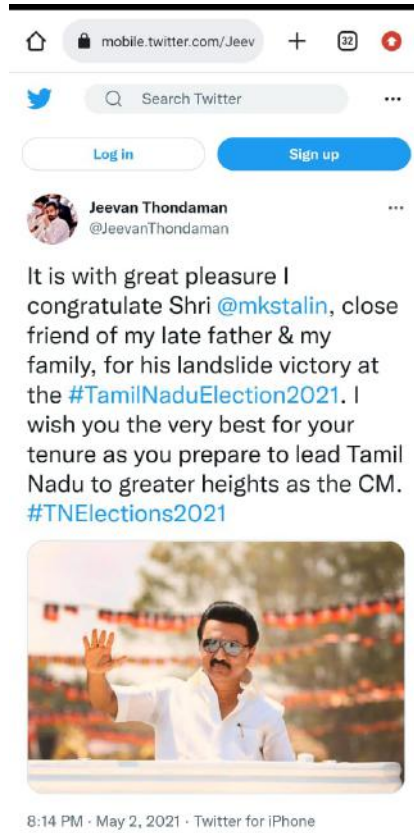 mobile.twitter.com/Jeev
32
Search Twitter
Log in
Sign up
Jeevan Thondaman
@JeevanThondaman
It is with great pleasure I
congratulate Shri @mkstalin, close
friend of my late father & my
family, for his landslide victory at
the #TamilNaduElection2021. I
wish you the very best for your
tenure as you prepare to lead Tamil
Nadu to greater heights as the CM.
#TNElections2021
8:14 PM · May 2, 2021 · Twitter for iPhone